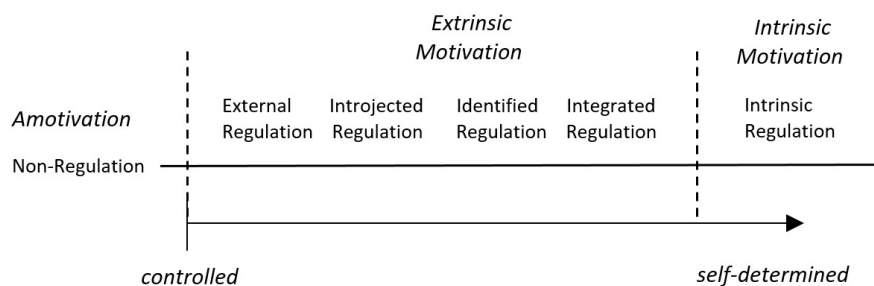 Extrinsic
Motivation
Intrinsic
Motivation
Amotivation
External
Regulation
Introjected
Regulation
Identified
Regulation
Integrated
Regulation
Intrinsic
Regulation
Non-Regulation
controlled
self-determined